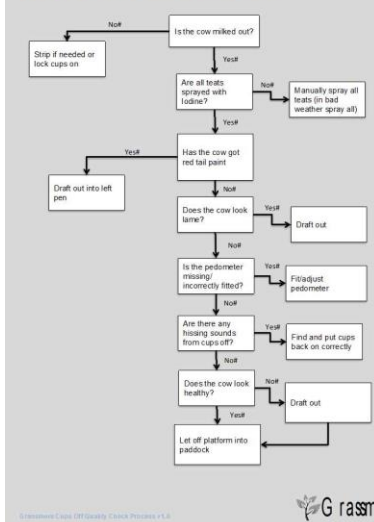 No#
Is the cow milked out?
Strip if needed or
lock cups on
Yes#
Are all teats
sprayed with
Iodine?
No#
Manually spray all
teats (in bad
weather spray all)
Yes#
Yes#
Has the cow got
red tail paint
Draft out into left
pen
No#
Does the cow look
lame?
Yes#
Draft out
No#
Is the pedometer
missing/
incorrectly fitted?
Yes#
Fit/adjust
pedometer
No#
Are there any
hissing sounds
from cups off?
Yes#
Find and put cups
back on correctly
No#
Does the cow look
healthy?
No#
Draft out
Yes#
Let off platform into
paddock
Cups Off Quality Check Process